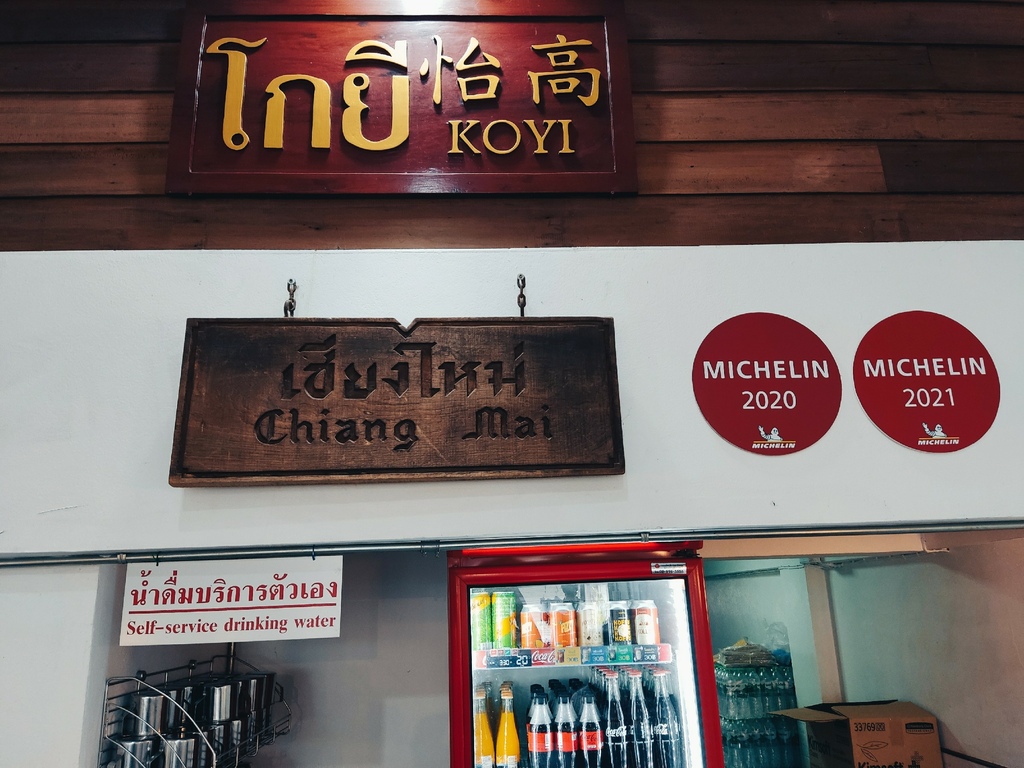 โกยี
怡高
KOYI
เชียงใหม่
Chiang Mai
MICHELIN
2020
MICHELIN
MICHELIN
2021
MICHELIN
น้ำดื่มบริการตัวเอง
Self-service drinking water
20
Coca-Cola
33769